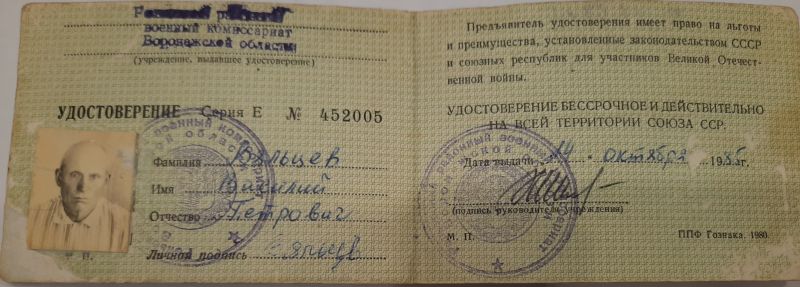 военный комиссариат
Воронежской области
(учреждение, выдавшее удостоверение)
УДОСТОВЕРЕНИЕ Серия Е № 452005
Фамилия
Имя Василий
Отчество Петрович
М. П. Личная подпись
Предъявитель удостоверения имеет право на льготы
и преимущества, установленные законодательством СССР
и союзных республик для участников Великой Отечест-
венной войны.
УДОСТОВЕРЕНИЕ БЕССРОЧНОЕ И ДЕЙСТВИТЕЛЬНО
НА ВСЕЙ ТЕРРИТОРИИ СОЮЗА ССР.
Дата выдачи 14 октября 1985г.
(подпись руководителя учреждения)
М. П. ППФ Гознака. 1980.